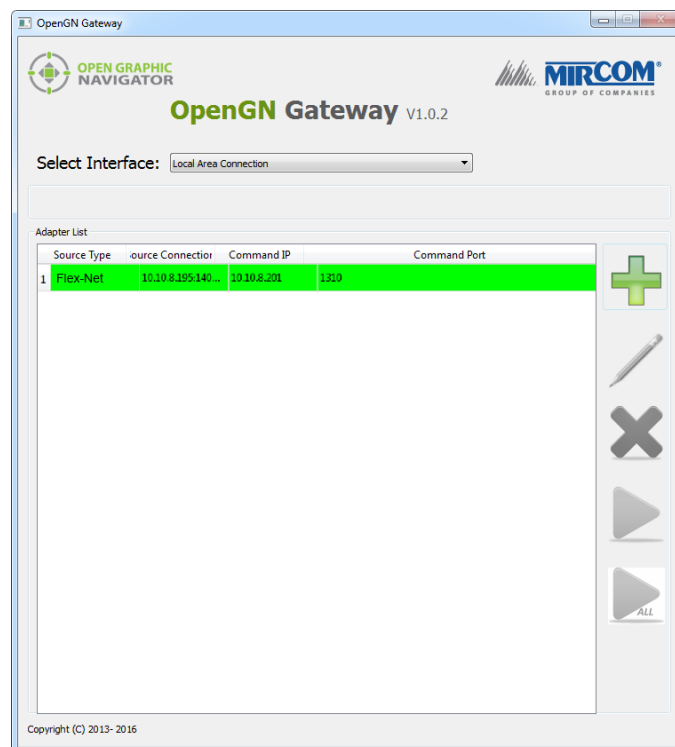 OpenGN Gateway
OPEN GRAPHIC
NAVIGATOR
MIRCOM®
GROUP OF COMPANIES
OpenGN Gateway V1.0.2
Select Interface: Local Area Connection
Adapter List
Source Type ource Connection Command IP Command Port
1 Flex-Net 10.10.8.195:140... 10.10.8.201 1310
ALL
Copyright (C) 2013- 2016